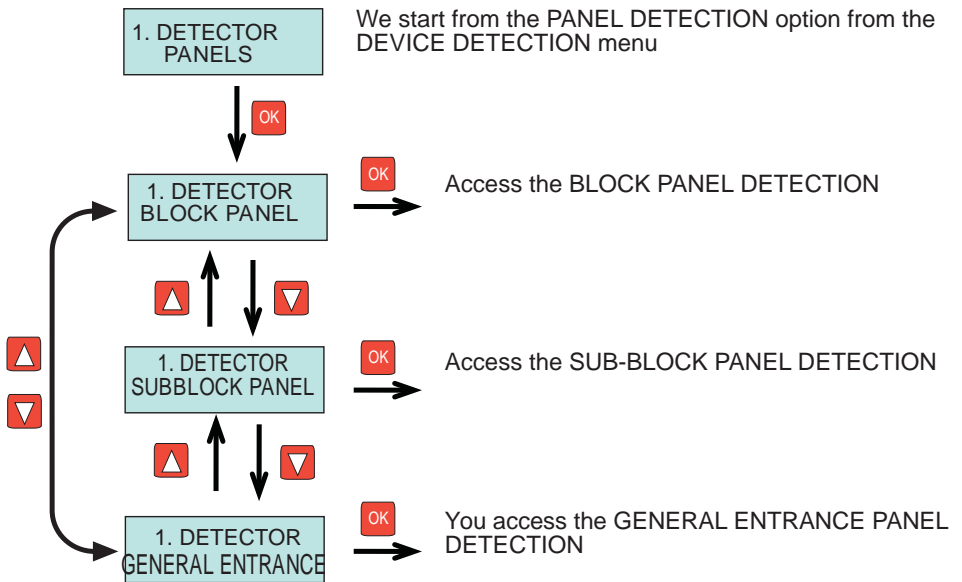 1. DETECTOR
PANELS
We start from the PANEL DETECTION option from the
DEVICE DETECTION menu
OK
1. DETECTOR
BLOCK PANEL
OK
Access the BLOCK PANEL DETECTION
1. DETECTOR
SUBBLOCK PANEL
OK
Access the SUB-BLOCK PANEL DETECTION
1. DETECTOR
GENERAL ENTRANCE
OK
You access the GENERAL ENTRANCE PANEL
DETECTION